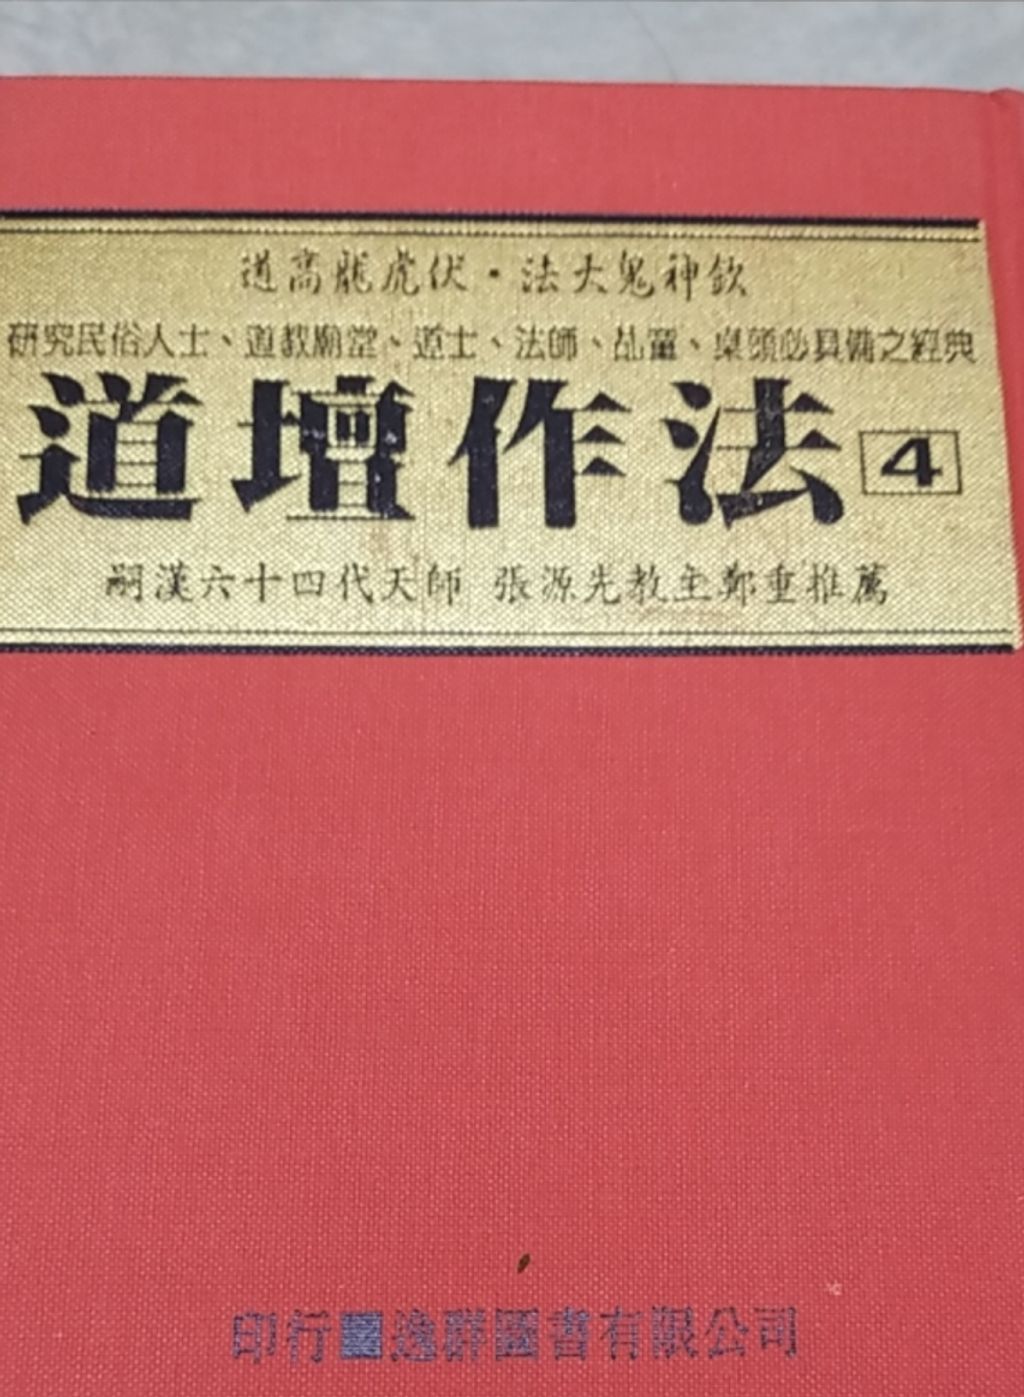 道高龍虎伏·法大鬼神欽
研究民俗人士、道教廟堂、道士、法師、乩童、桌頭必具備之經典
道壇作法 4
嗣漢六十四代天師 張源先教主鄭重推薦
印行 逸群圖書有限公司